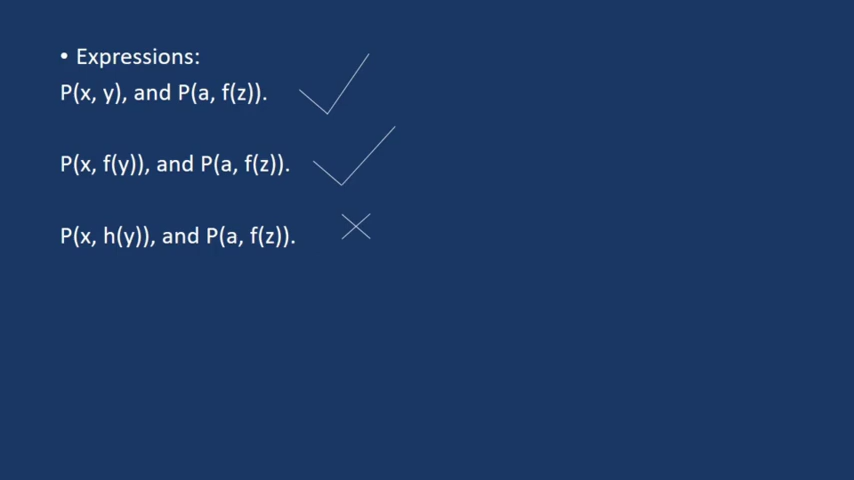 • Expressions:
P(x, y), and P(a, f(z)).
P(x, f(y)), and P(a, f(z)).
P(x, h(y)), and P(a, f(z)).